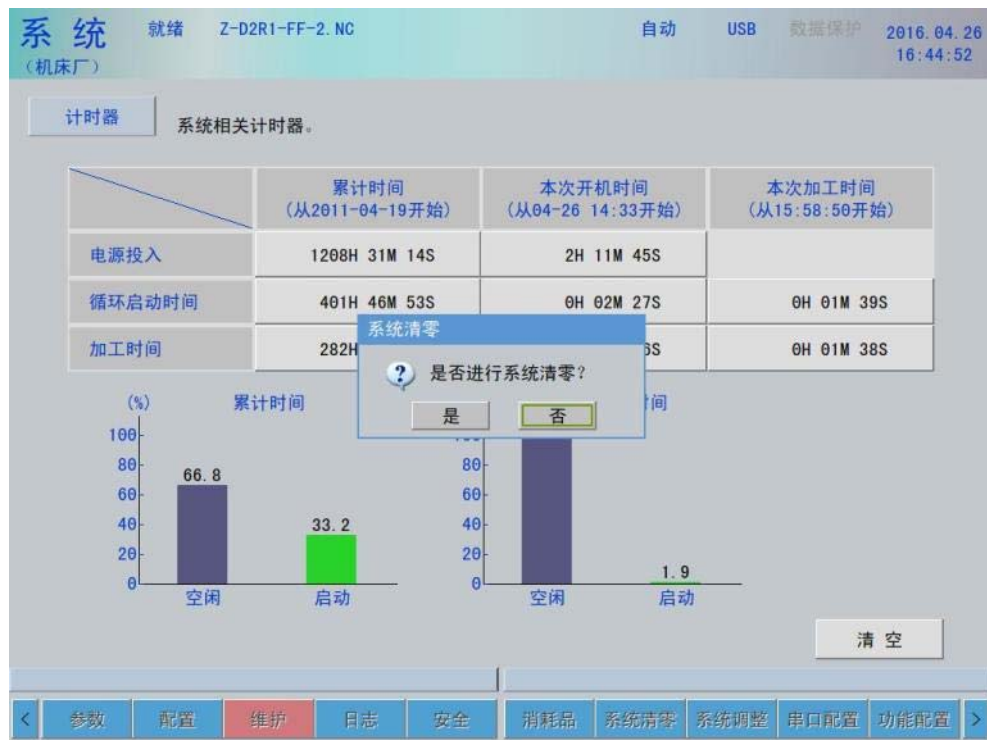 系 统 就绪 Z-D2R1-FF-2.NC 自动 USB 数据保护 2016.04.26
(机床厂) 16:44:52
计时器 系统相关计时器。
累计时间 本次开机时间 本次加工时间
(从2011-04-19开始) (从04-26 14:33开始) (从15:58:50开始)
电源投入 1208H 31M 14S 2H 11M 45S
循环启动时间 401H 46M 53S 0H 02M 27S 0H 01M 39S
系统清零
加工时间 282H 6S 0H 01M 38S
是否进行系统清零?
是 否
(%) 累计时间 时间
100
80 80
66.8
60 60
40 40
33.2
20 20
1.9
0 0
空闲 启动 空闲 启动
清 空
< 参数 配置 维护 日志 安全 消耗品 系统清零 系统调整 串口配置 功能配置 >